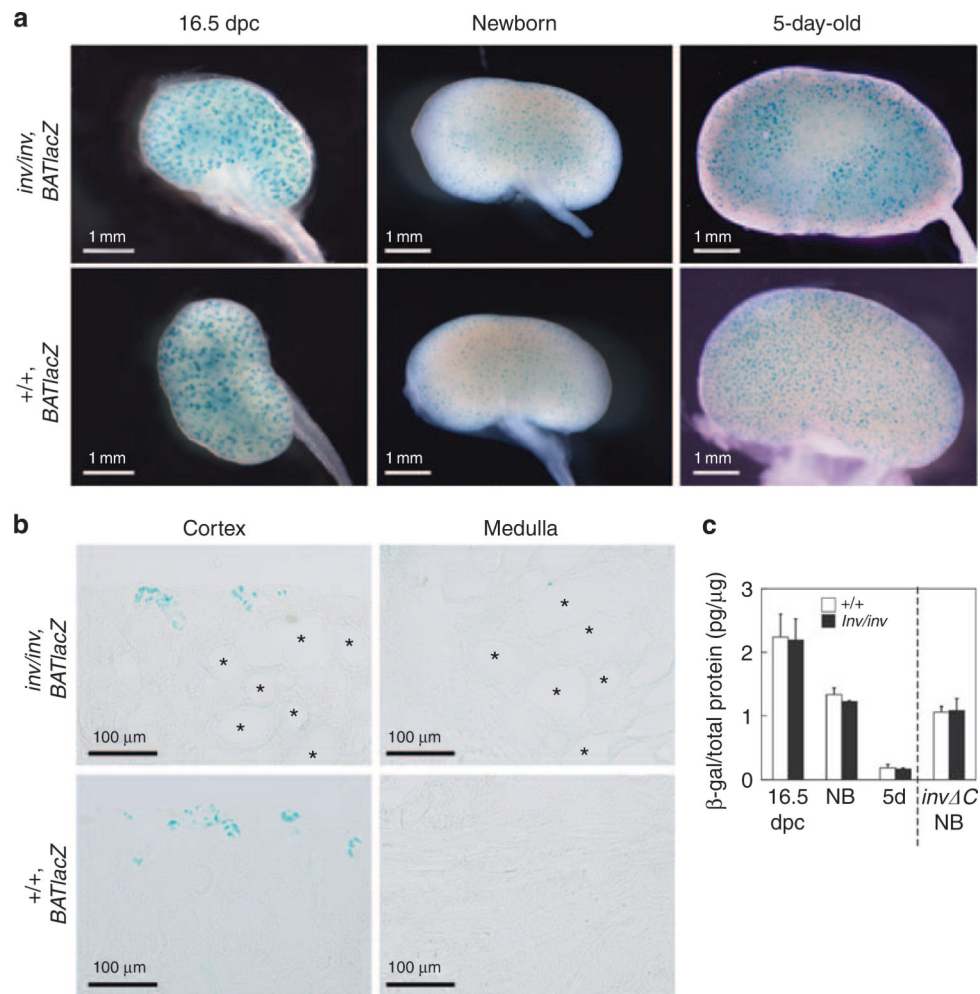 a
16.5 dpc
Newborn
5-day-old
inv/inv,
BATlacZ
1 mm
1 mm
1 mm
+/+,
BATlacZ
1 mm
1 mm
1 mm
b
Cortex
Medulla
inv/inv,
BATlacZ
* * * * * * *
100 μm
* * * * * *
100 μm
+/+,
BATlacZ
100 μm
100 μm
c
β-gal/total protein (pg/μg)
3
2
1
0
+/+
Inv/inv
16.5
dpc
NB
5d
invΔC
NB